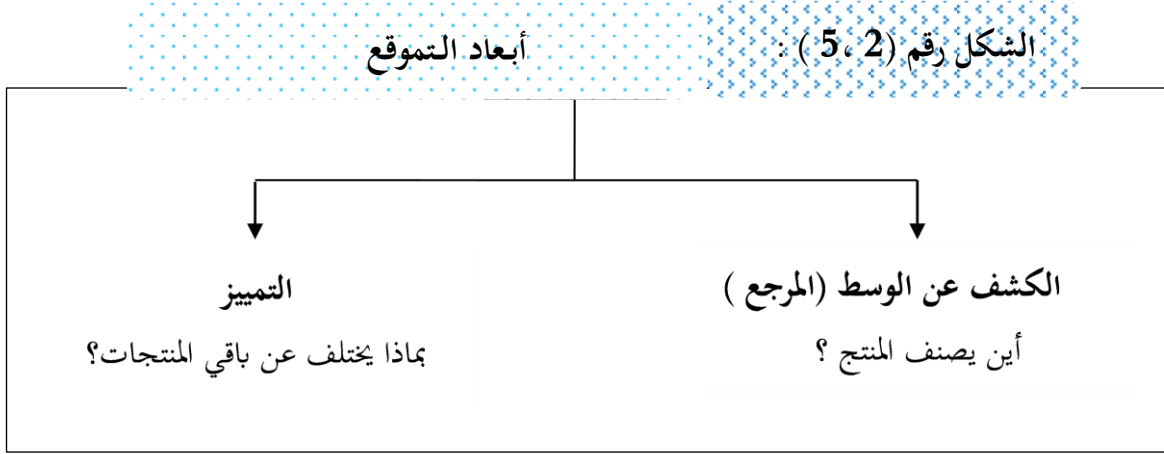 الشكل رقم (2 ،5 ) : أبعاد التموقع
الكشف عن الوسط (المرجع )
أين يصنف المنتج ؟
التمييز
بماذا يختلف عن باقي المنتجات؟